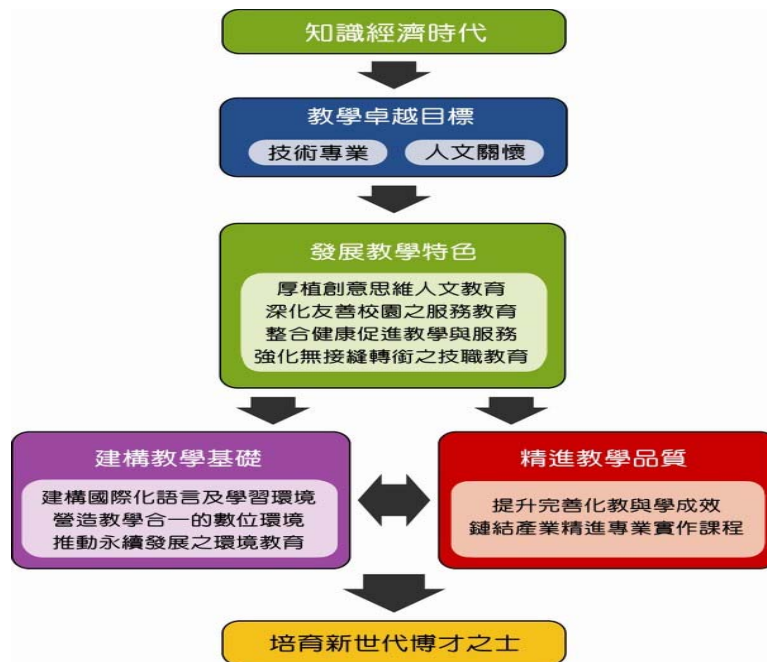 知識經濟時代
教學卓越目標
技術專業
人文關懷
發展教學特色
厚植創意思維人文教育
深化友善校園之服務教育
整合健康促進教學與服務
強化無接縫轉銜之技職教育
建構教學基礎
建構國際化語言及學習環境
營造教學合一的數位環境
推動永續發展之環境教育
精進教學品質
提升完善化教與學成效
鏈結產業精進專業實作課程
培育新世代博才之士